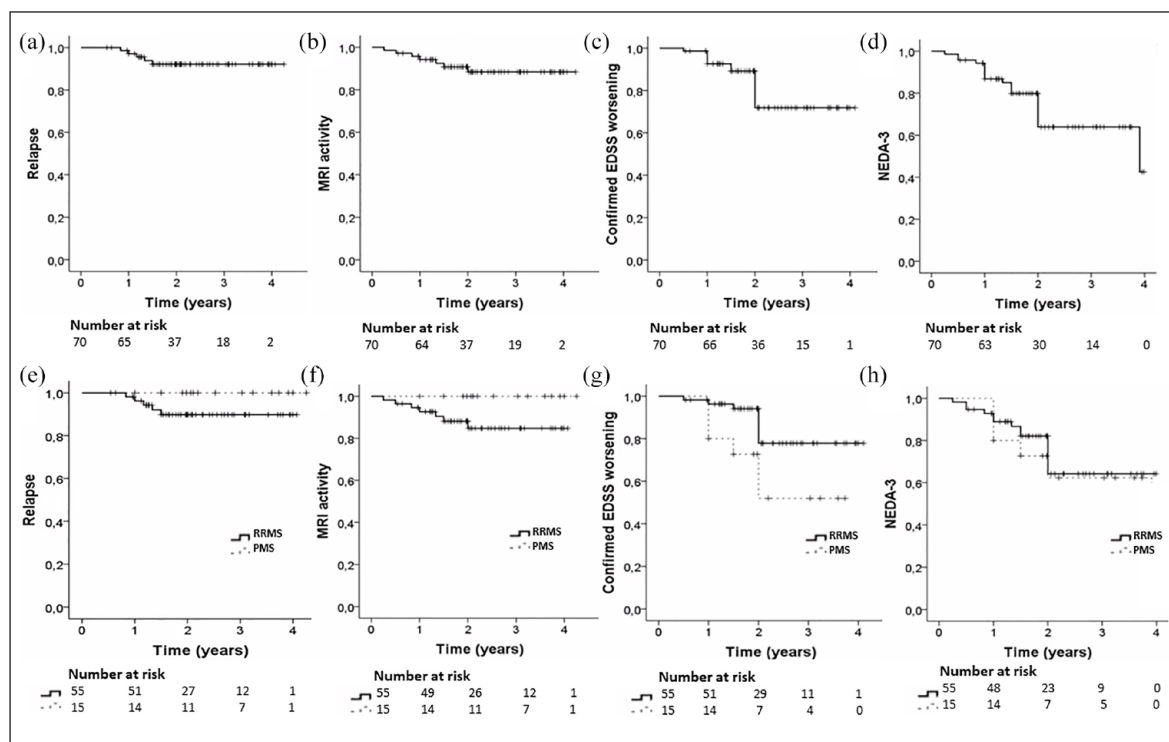 (a)
1,0
0,8
0,6
0,4
0,2
0,0
Relapse
0 1 2 3 4
Time (years)
Number at risk
70 65 37 18 2
(b)
1,0
0,8
0,6
0,4
0,2
0,0
MRI activity
0 1 2 3 4
Time (years)
Number at risk
70 64 37 19 2
(c)
1,0
0,8
0,6
0,4
0,2
0,0
Confirmed EDSS worsening
0 1 2 3 4
Time (years)
Number at risk
70 66 36 15 1
(d)
1,0
0,8
0,6
0,4
0,2
0,0
NEDA-3
0 1 2 3 4
Time (years)
Number at risk
70 63 30 14 0
(e)
1,0
0,8
0,6
0,4
0,2
0,0
Relapse
RRMS
PMS
0 1 2 3 4
Time (years)
Number at risk
55 51 27 12 1
15 14 11 7 1
(f)
1,0
0,8
0,6
0,4
0,2
0,0
MRI activity
RRMS
PMS
0 1 2 3 4
Time (years)
Number at risk
55 49 26 12 1
15 14 11 7 1
(g)
1,0
0,8
0,6
0,4
0,2
0,0
Confirmed EDSS worsening
RRMS
PMS
0 1 2 3 4
Time (years)
Number at risk
55 51 29 11 1
15 14 7 4 0
(h)
1,0
0,8
0,6
0,4
0,2
0,0
NEDA-3
RRMS
PMS
0 1 2 3 4
Time (years)
Number at risk
55 48 23 9 0
15 14 7 5 0